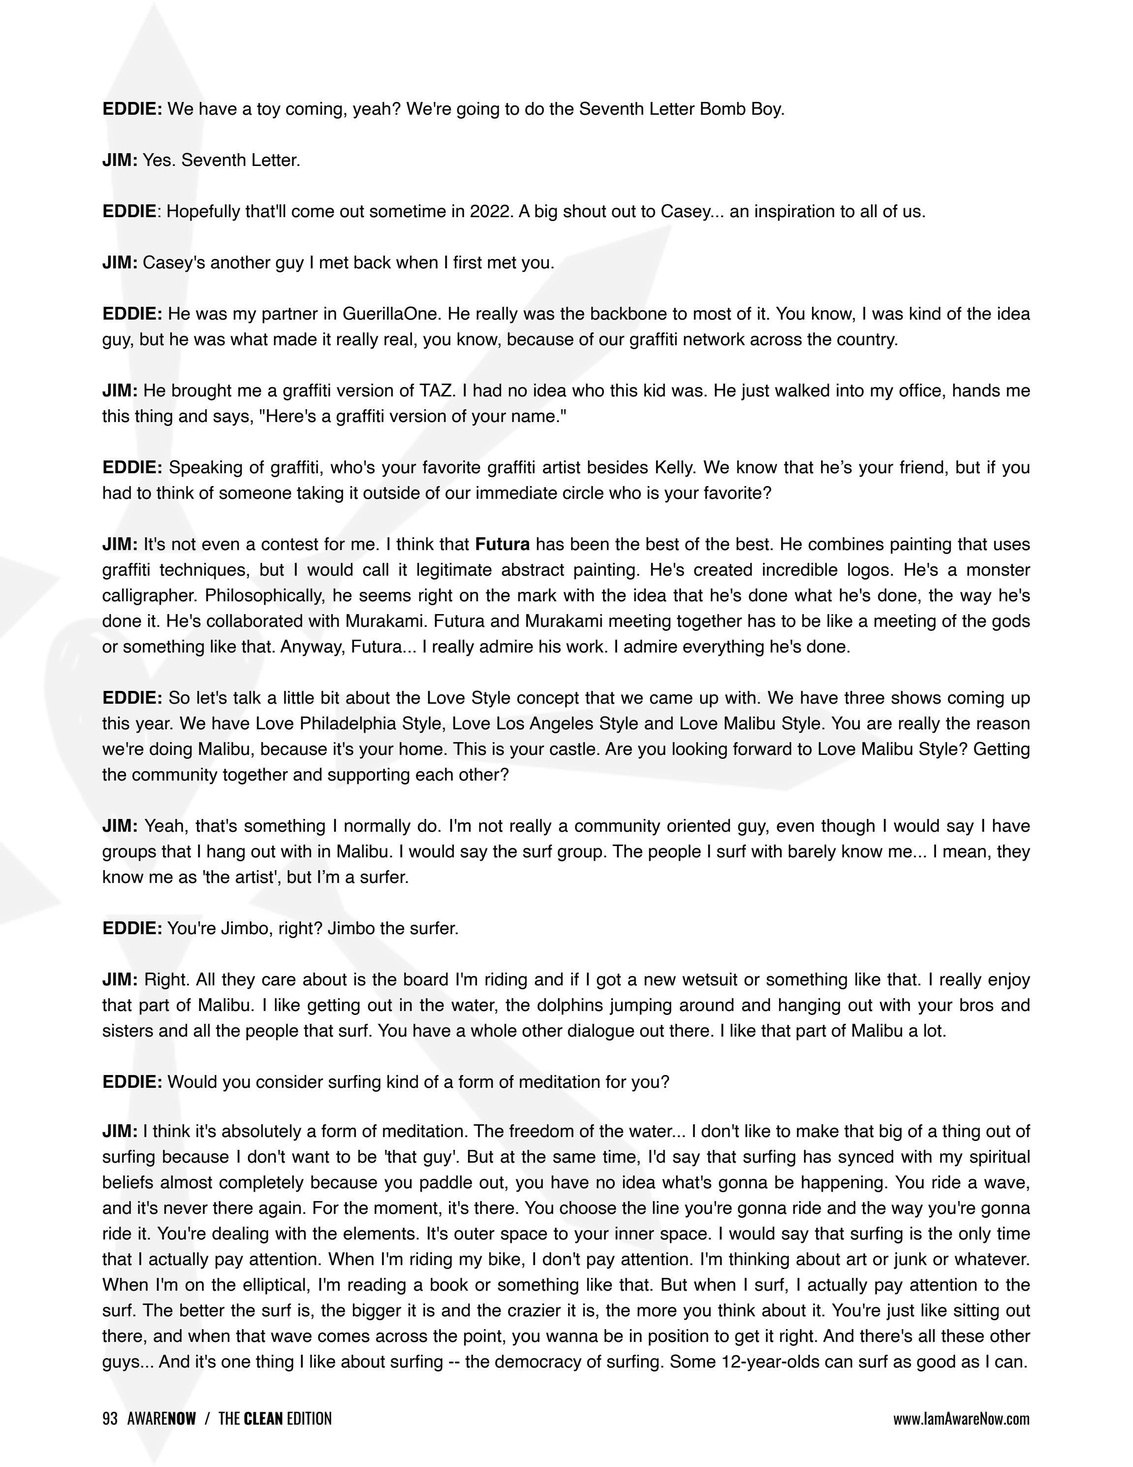 EDDIE: We have a toy coming, yeah? We're going to do the Seventh Letter Bomb Boy.
JIM: Yes. Seventh Letter.
EDDIE: Hopefully that'll come out sometime in 2022. A big shout out to Casey... an inspiration to all of us.
JIM: Casey's another guy I met back when I first met you.
EDDIE: He was my partner in GuerillaOne. He really was the backbone to most of it. You know, I was kind of the idea
guy, but he was what made it really real, you know, because of our graffiti network across the country.
JIM: He brought me a graffiti version of TAZ. I had no idea who this kid was. He just walked into my office, hands me
this thing and says, "Here's a graffiti version of your name."
EDDIE: Speaking of graffiti, who's your favorite graffiti artist besides Kelly. We know that he’s your friend, but if you
had to think of someone taking it outside of our immediate circle who is your favorite?
JIM: It's not even a contest for me. I think that Futura has been the best of the best. He combines painting that uses
graffiti techniques, but I would call it legitimate abstract painting. He's created incredible logos. He's a monster
calligrapher. Philosophically, he seems right on the mark with the idea that he's done what he's done, the way he's
done it. He's collaborated with Murakami. Futura and Murakami meeting together has to be like a meeting of the gods
or something like that. Anyway, Futura... I really admire his work. I admire everything he's done.
EDDIE: So let's talk a little bit about the Love Style concept that we came up with. We have three shows coming up
this year. We have Love Philadelphia Style, Love Los Angeles Style and Love Malibu Style. You are really the reason
we're doing Malibu, because it's your home. This is your castle. Are you looking forward to Love Malibu Style? Getting
the community together and supporting each other?
JIM: Yeah, that's something I normally do. I'm not really a community oriented guy, even though I would say I have
groups that I hang out with in Malibu. I would say the surf group. The people I surf with barely know me... I mean, they
know me as 'the artist', but I’m a surfer.
EDDIE: You're Jimbo, right? Jimbo the surfer.
JIM: Right. All they care about is the board I'm riding and if I got a new wetsuit or something like that. I really enjoy
that part of Malibu. I like getting out in the water, the dolphins jumping around and hanging out with your bros and
sisters and all the people that surf. You have a whole other dialogue out there. I like that part of Malibu a lot.
EDDIE: Would you consider surfing kind of a form of meditation for you?
JIM: I think it's absolutely a form of meditation. The freedom of the water... I don't like to make that big of a thing out of
surfing because I don't want to be 'that guy'. But at the same time, I'd say that surfing has synced with my spiritual
beliefs almost completely because you paddle out, you have no idea what's gonna be happening. You ride a wave,
and it's never there again. For the moment, it's there. You choose the line you're gonna ride and the way you're gonna
ride it. You're dealing with the elements. It's outer space to your inner space. I would say that surfing is the only time
that I actually pay attention. When I'm riding my bike, I don't pay attention. I'm thinking about art or junk or whatever.
When I'm on the elliptical, I'm reading a book or something like that. But when I surf, I actually pay attention to the
surf. The better the surf is, the bigger it is and the crazier it is, the more you think about it. You're just like sitting out
there, and when that wave comes across the point, you wanna be in position to get it right. And there's all these other
guys... And it's one thing I like about surfing -- the democracy of surfing. Some 12-year-olds can surf as good as I can.
93 AWARENOW / THE CLEAN EDITION
www.IamAwareNow.com